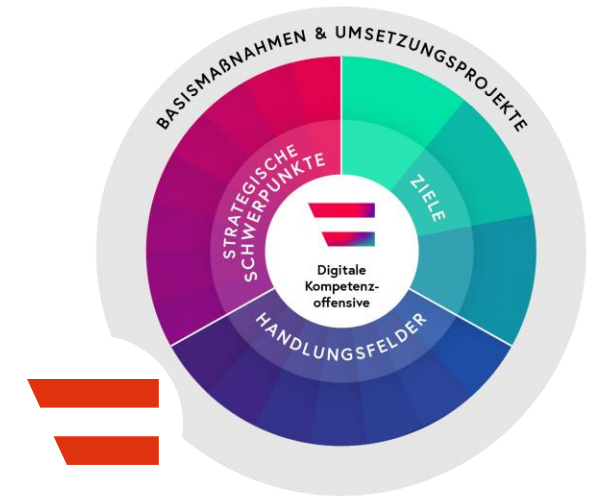 BASISMAßNAHMEN & UMSETZUNGSPROJEKTE
STRATEGISCHE
SCHWERPUNKTE
ZIELE
Digitale
Kompetenz-
offensive
HANDLUNGSFELDER